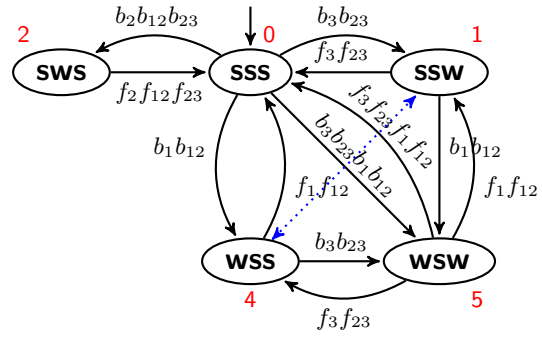 2
b₂b₁₂b₂₃
0
b₃b₂₃
1
SWS
f₂f₁₂f₂₃
SSS
f₃f₂₃
SSW
b₁b₁₂
f₁f₁₂
b₃b₂₃b₁b₁₂
f₃f₂₃f₁f₁₂
b₁b₁₂
f₁f₁₂
WSS
b₃b₂₃
WSW
4
f₃f₂₃
5